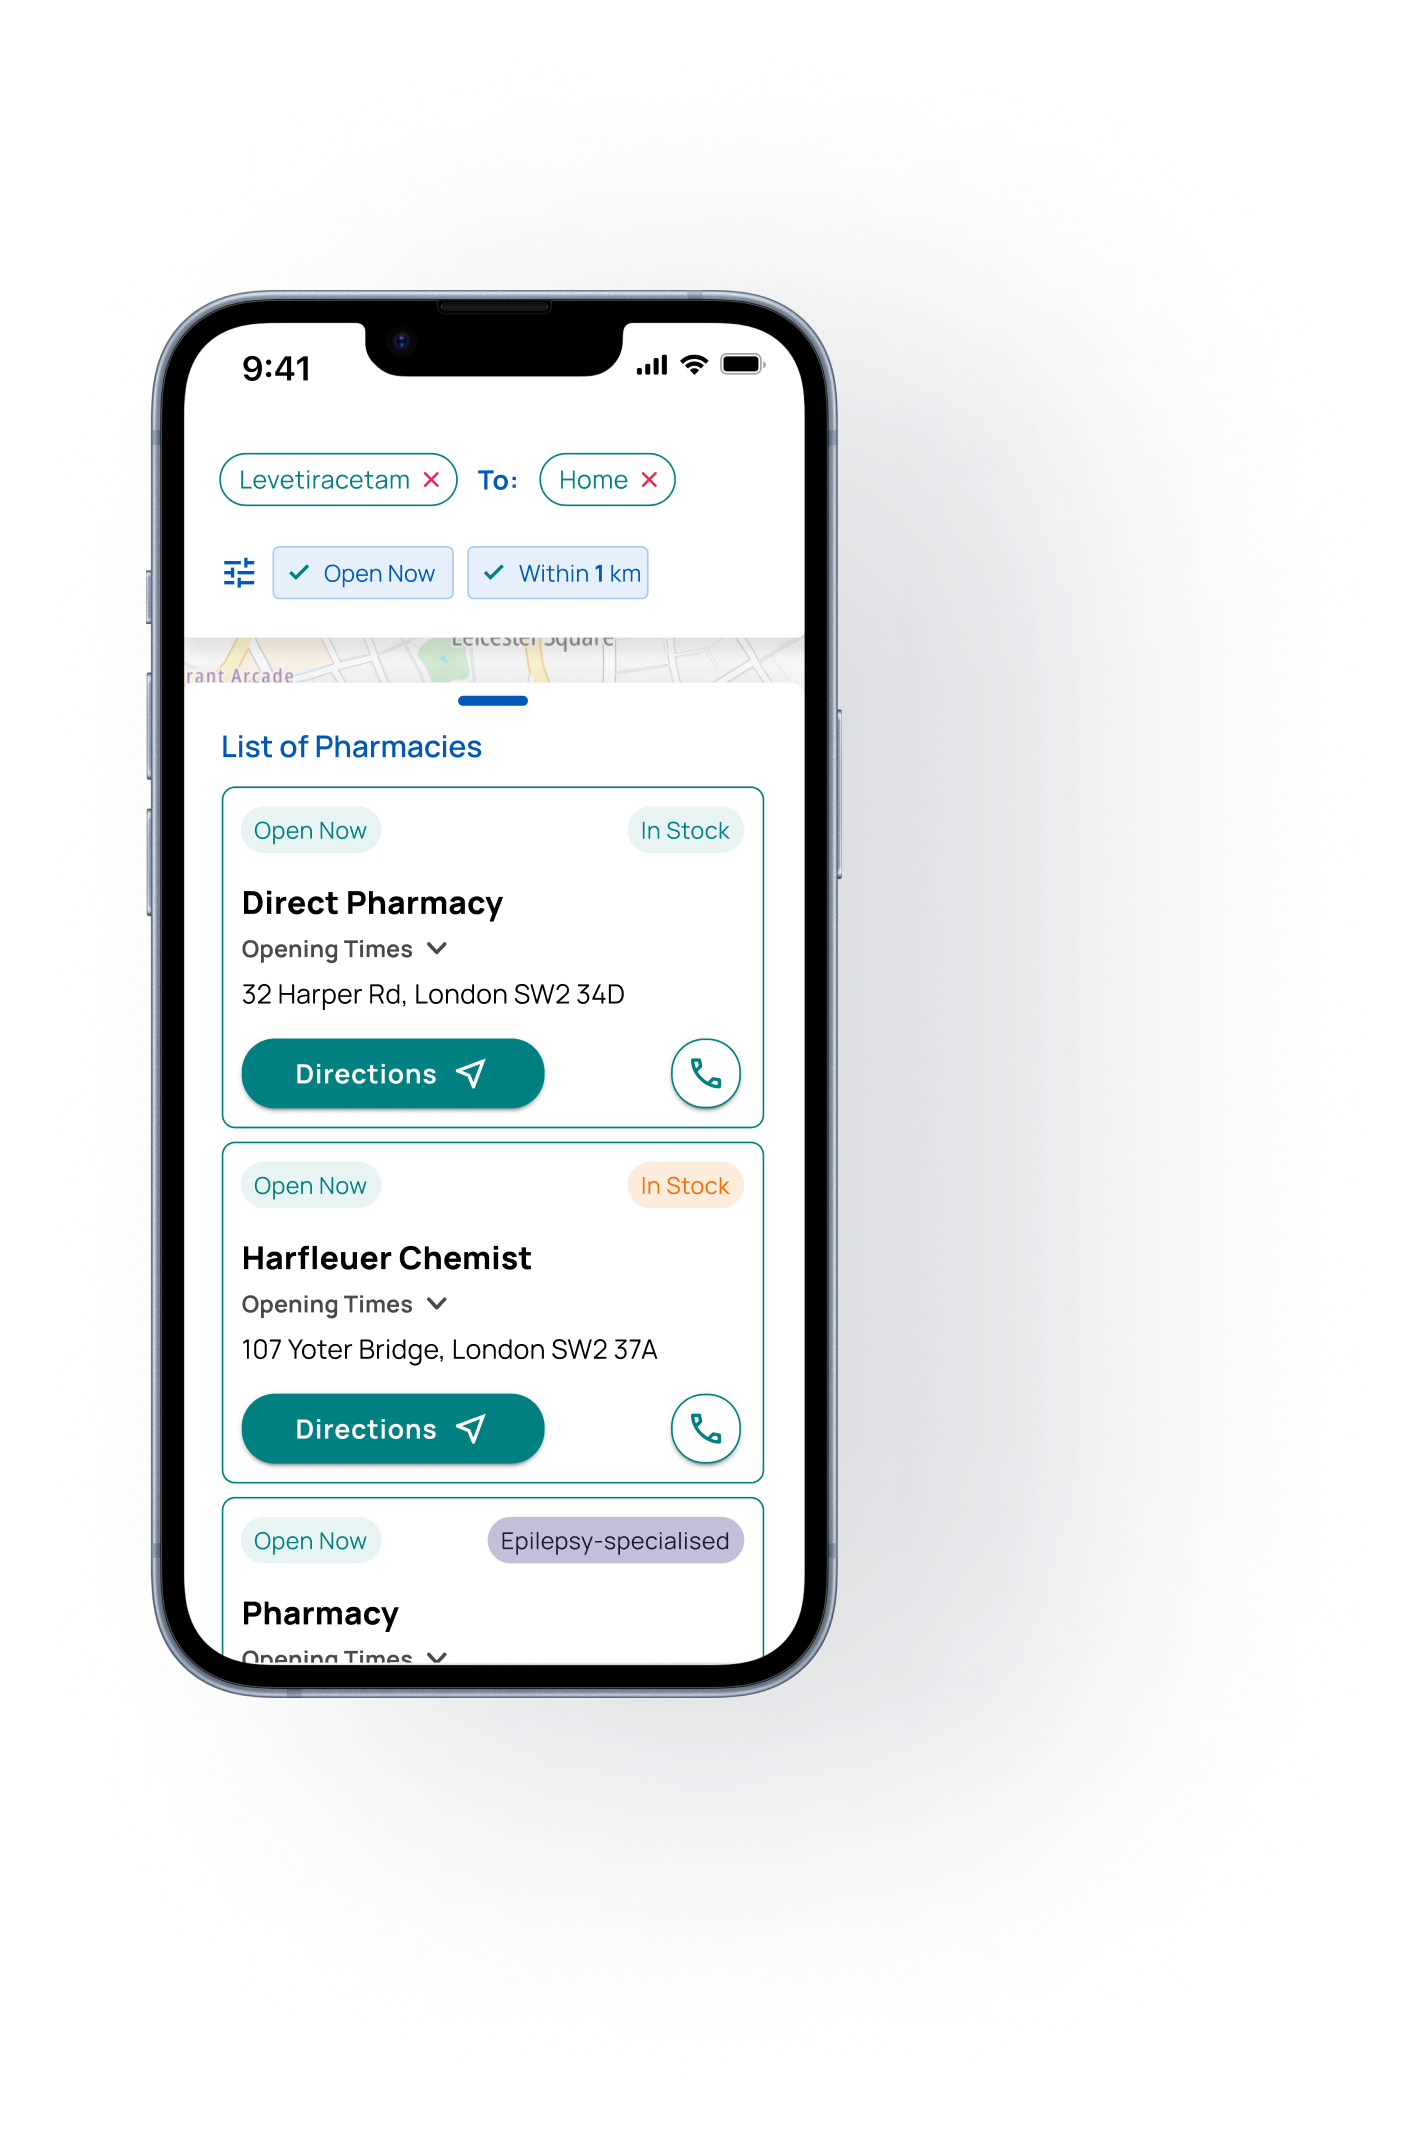 9:41
Levetiracetam To: Home
Open Now Within 1 km
Leicester Square
rant Arcade
List of Pharmacies
Open Now In Stock
Direct Pharmacy
Opening Times
32 Harper Rd, London SW2 34D
Directions
Open Now In Stock
Harfleuer Chemist
Opening Times
107 Yoter Bridge, London SW2 37A
Directions
Open Now Epilepsy-specialised
Pharmacy
Opening Times